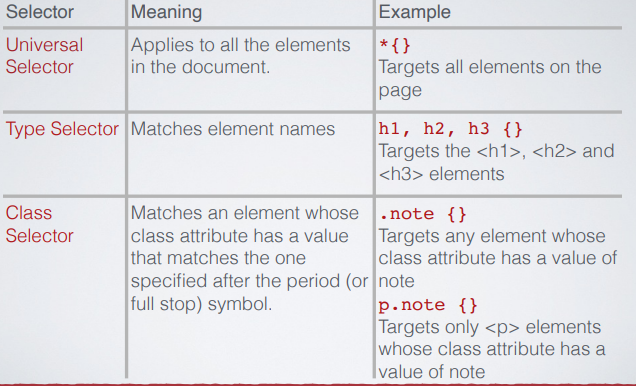 Selector Meaning Example
Universal Selector
Applies to all the elements
in the document.
*{}
Targets all elements on the
page
Type Selector
Matches element names
h1, h2, h3 {}
Targets the <h1>, <h2> and
<h3> elements
Class
Selector
Matches an element whose
class attribute has a value
that matches the one
specified after the period (or
full stop) symbol.
.note {}
Targets any element whose
class attribute has a value of
note
p.note {}
Targets only <p> elements
whose class attribute has a
value of note